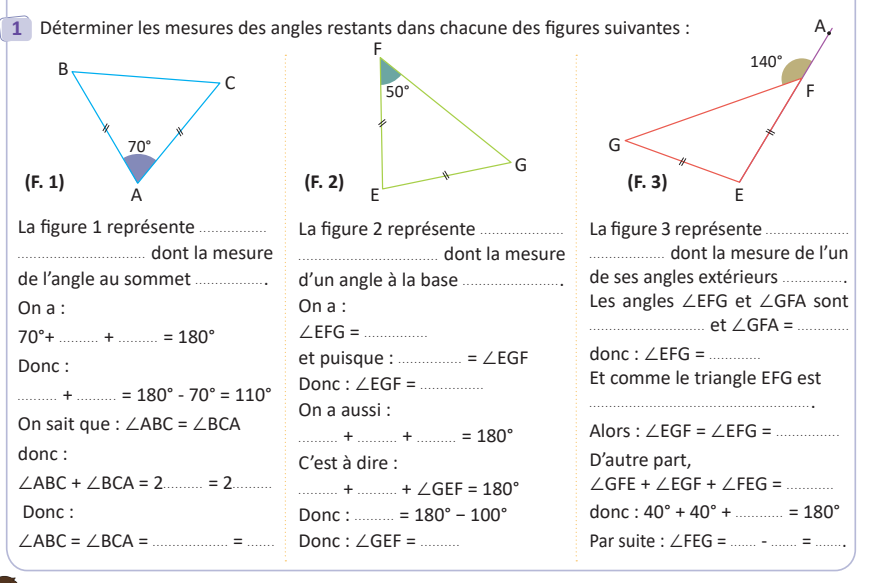 1 Déterminer les mesures des angles restants dans chacune des figures suivantes :
B
C
70°
A
(F. 1)
La figure 1 représente .................
................................ dont la mesure
de l'angle au sommet .................
On a :
70°+ .......... + .......... = 180°
Donc :
.......... + .......... = 180° - 70° = 110°
On sait que : ∠ABC = ∠BCA
donc :
∠ABC + ∠BCA = 2.......... = 2..........
Donc :
∠ABC = ∠BCA = .................... = .......
F
50°
G
E
(F. 2)
La figure 2 représente .....................
................................... dont la mesure
d'un angle à la base ........................
On a :
∠EFG = ................
et puisque : ................ = ∠EGF
Donc : ∠EGF = ................
On a aussi :
.......... + .......... + .......... = 180°
C'est à dire :
.......... + .......... + ∠GEF = 180°
Donc : .......... = 180° – 100°
Donc : ∠GEF = ..........
A
140°
F
G
E
(F. 3)
La figure 3 représente .....................
................... dont la mesure de l'un
de ses angles extérieurs ................
Les angles ∠EFG et ∠GFA sont
............................. et ∠GFA = .............
donc : ∠EFG = .............
Et comme le triangle EFG est
........................................................
Alors : ∠EGF = ∠EFG = ................
D'autre part,
∠GFE + ∠EGF + ∠FEG = ............
donc : 40° + 40° + ............ = 180°
Par suite : ∠FEG = ....... - ....... = ........